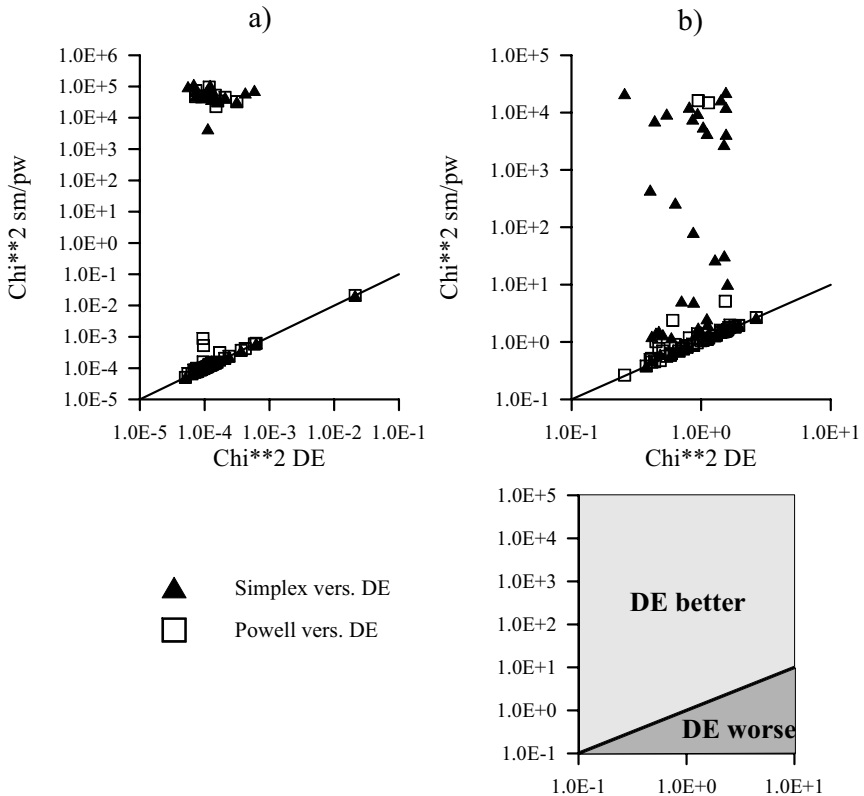 a)
1.0E+6
1.0E+5
1.0E+4
1.0E+3
1.0E+2
1.0E+1
1.0E+0
1.0E-1
1.0E-2
1.0E-3
1.0E-4
1.0E-5
Chi**2 sm/pw
1.0E-5 1.0E-4 1.0E-3 1.0E-2 1.0E-1
Chi**2 DE
b)
1.0E+5
1.0E+4
1.0E+3
1.0E+2
1.0E+1
1.0E+0
1.0E-1
Chi**2 sm/pw
1.0E-1 1.0E+0 1.0E+1
Chi**2 DE
Simplex vers. DE
Powell vers. DE
1.0E+5
1.0E+4
1.0E+3
1.0E+2
1.0E+1
1.0E+0
1.0E-1
DE better
DE worse
1.0E-1 1.0E+0 1.0E+1